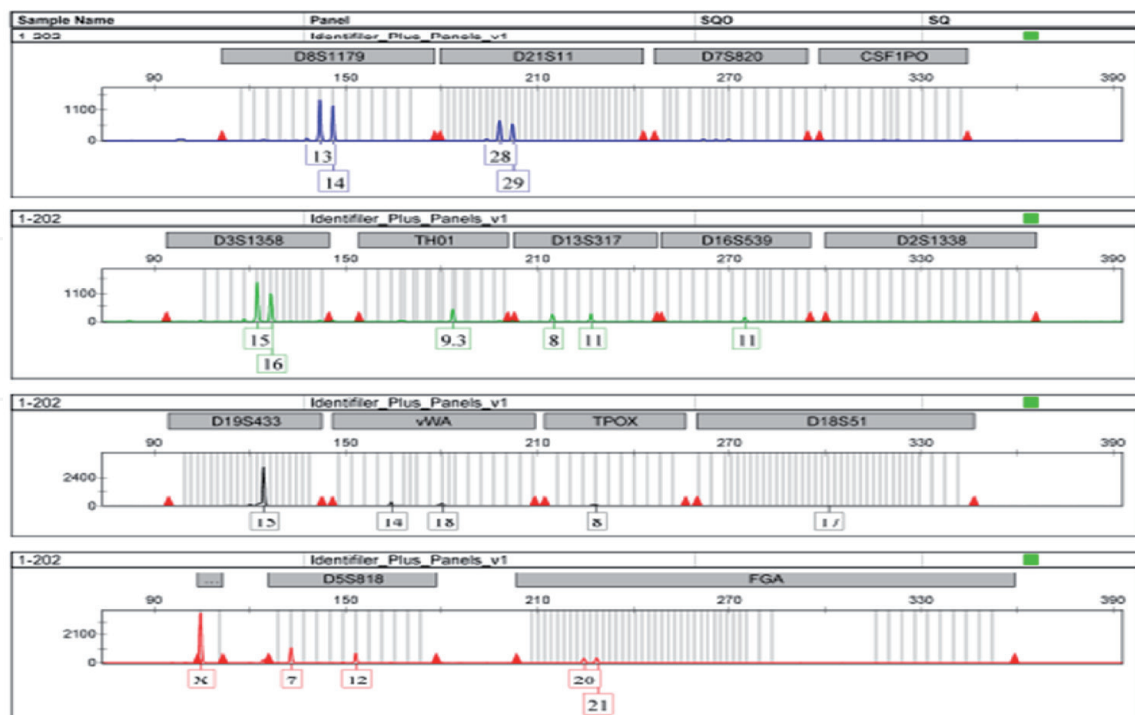 Sample Name Panel SQO SQ
1-202 Identifiler_Plus_Panels_v1
D8S1179 D21S11 D7S820 CSF1PO
90 150 210 270 330 390
1100
0
13 28
14 29
1-202 Identifiler_Plus_Panels_v1
D3S1358 TH01 D13S317 D16S539 D2S1338
90 150 210 270 330 390
1100
0
15 9.3 8 11 11
16
1-202 Identifiler_Plus_Panels_v1
D19S433 vWA TPOX D18S51
90 150 210 270 330 390
2400
0
15 14 18 8 17
1-202 Identifiler_Plus_Panels_v1
... D5S818 FGA
90 150 210 270 330 390
2100
0
X 7 12 20
21